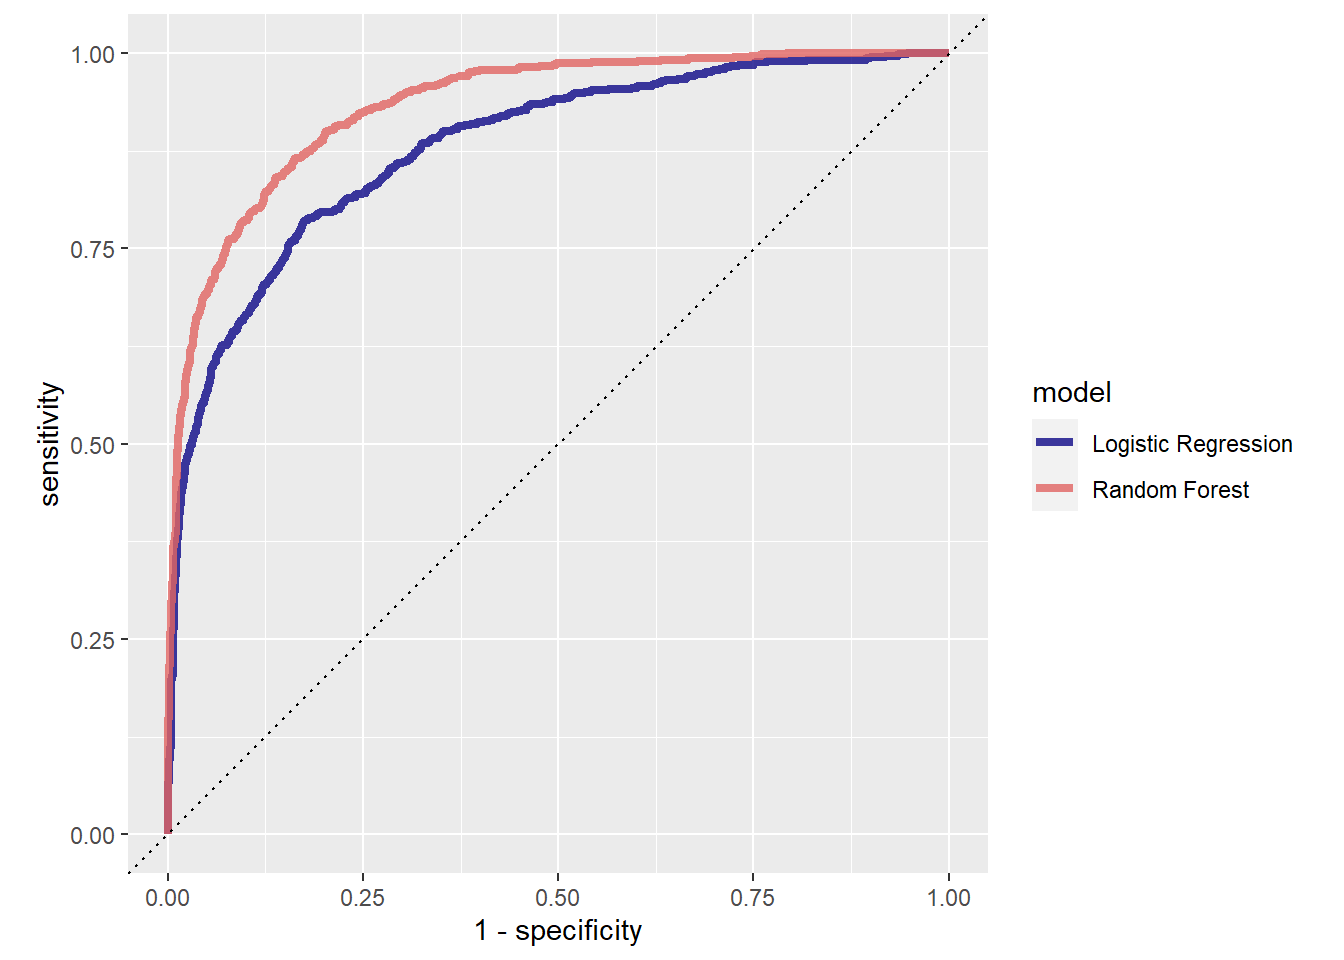 1.00
0.75
0.50
0.25
0.00
sensitivity
0.00 0.25 0.50 0.75 1.00
1 - specificity
model
Logistic Regression
Random Forest